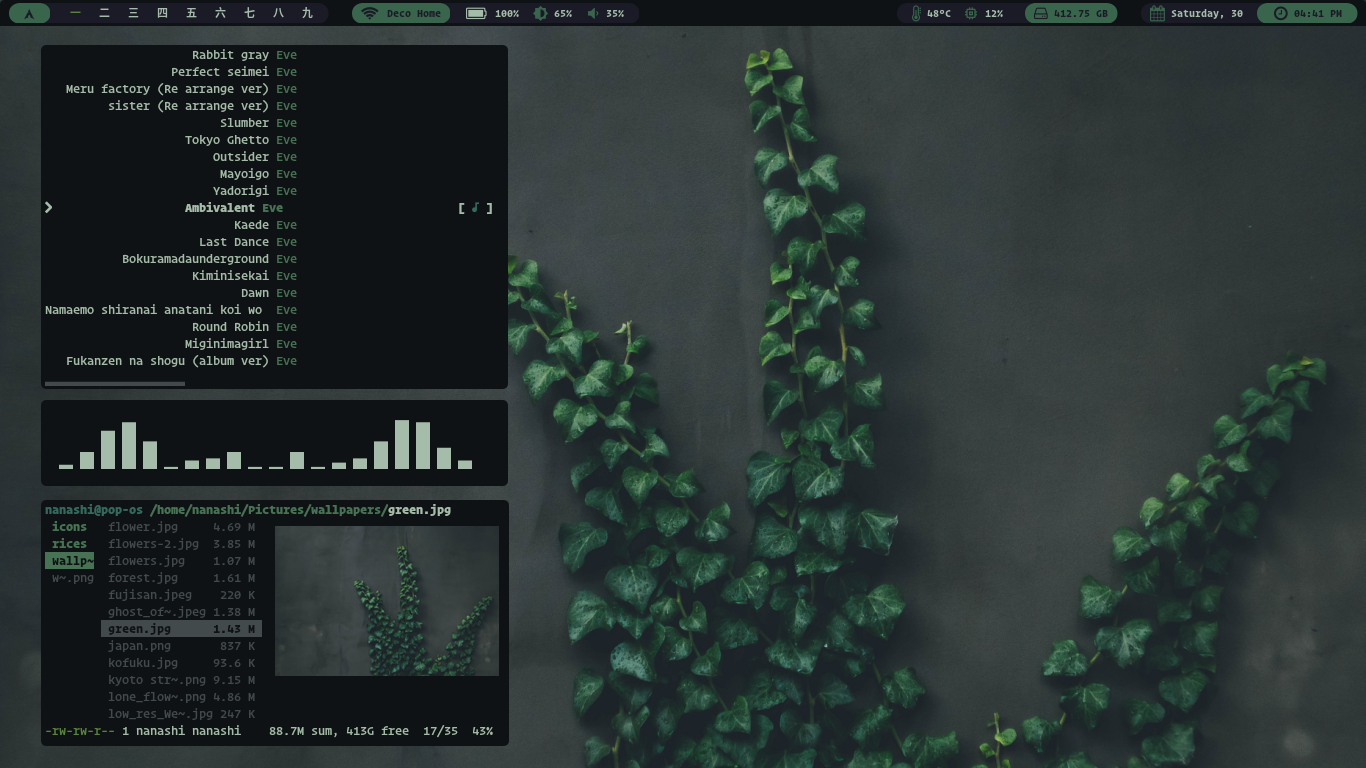 一 二 三 四 五 六 七 八 九 Deco Home 100% 65% 35% 48°C 12% 412.75 GB Saturday, 30 04:41 PM
Rabbit gray Eve
Perfect seimei Eve
Meru factory (Re arrange ver) Eve
sister (Re arrange ver) Eve
Slumber Eve
Tokyo Ghetto Eve
Outsider Eve
Mayoigo Eve
Yadorigi Eve
Ambivalent Eve [ ♪ ]
Kaede Eve
Last Dance Eve
Bokuramadaunderground Eve
Kiminisekai Eve
Dawn Eve
Namaemo shiranai anatani koi wo Eve
Round Robin Eve
Miginimagirl Eve
Fukanzen na shogu (album ver) Eve
nanashi@pop-os /home/nanashi/Pictures/wallpapers/green.jpg
icons flower.jpg 4.69 M
rices flowers-2.jpg 3.85 M
wallp~ flowers.jpg 1.07 M
w~.png forest.jpg 1.61 M
fujisan.jpeg 220 K
ghost_of~.jpeg 1.38 M
green.jpg 1.43 M
japan.png 837 K
kofuku.jpg 93.6 K
kyoto str~.png 9.15 M
lone_flow~.png 4.86 M
low_res_We~.jpg 247 K
-rw-rw-r-- 1 nanashi nanashi 88.7M sum, 413G free 17/35 43%